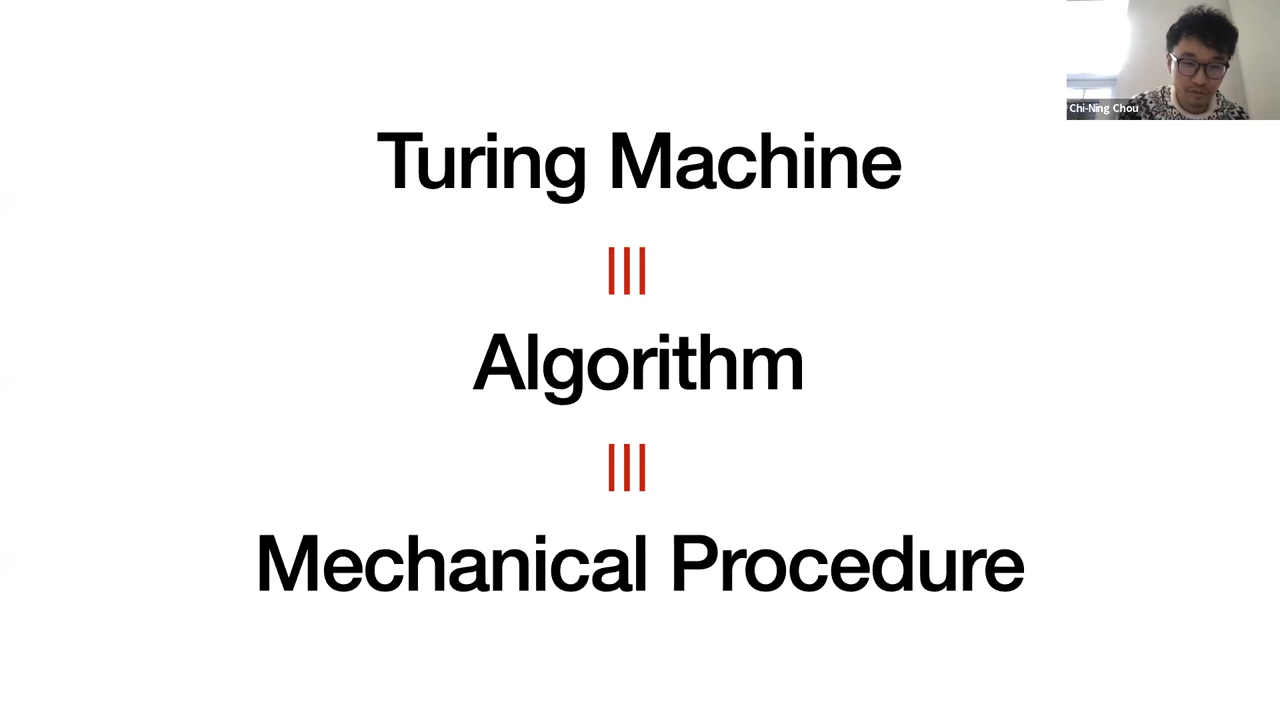 Chi-Ning Chou
Turing Machine
|||
Algorithm
|||
Mechanical Procedure